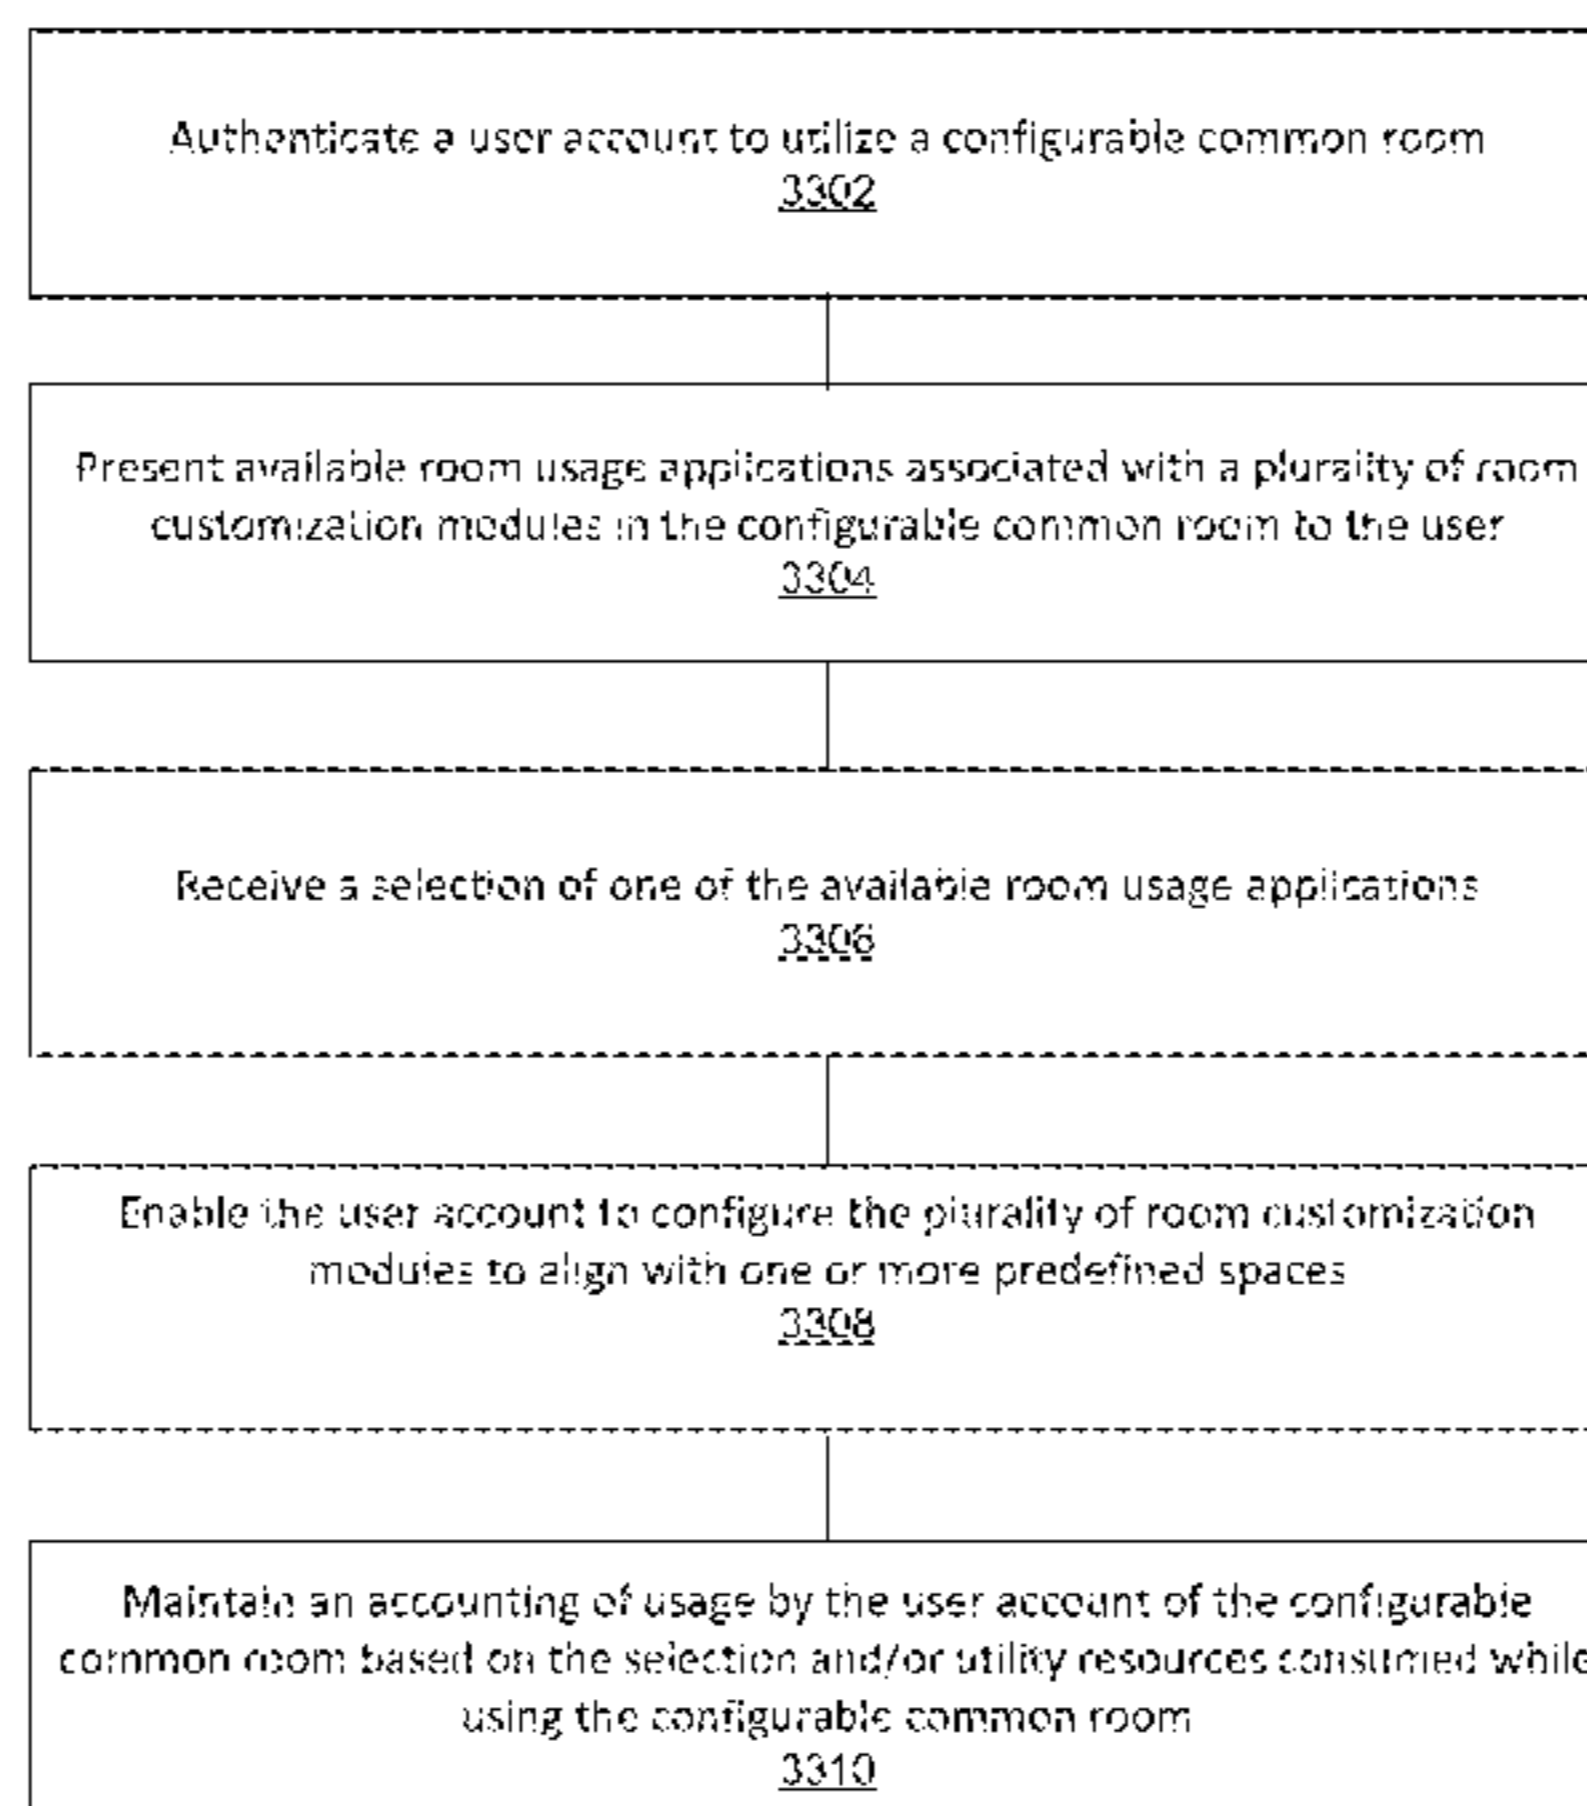 Authenticate a user account to utilize a configurable common room
3302
Present available room usage applications associated with a plurality of room
customization modules in the configurable common room to the user
3304
Receive a selection of one of the available room usage applications
3306
Enable the user account to configure the plurality of room customization
modules to align with one or more predefined spaces
3308
Maintain an accounting of usage by the user account of the configurable
common room based on the selection and/or utility resources consumed while
using the configurable common room
3310